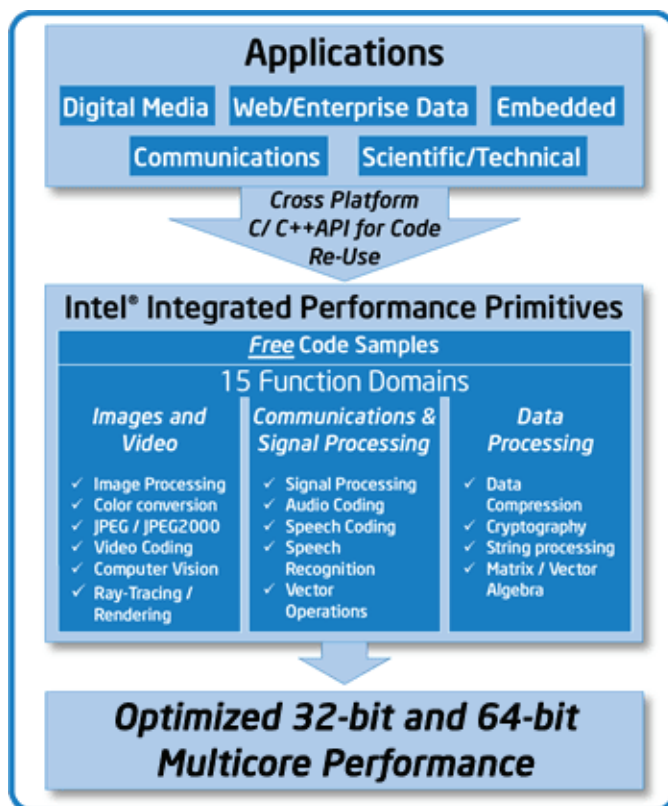 Applications
Digital Media
Web/Enterprise Data
Embedded
Communications
Scientific/Technical
Cross Platform
C/ C++API for Code
Re-Use
Intel® Integrated Performance Primitives
Free Code Samples
15 Function Domains
Images and
Video
✓ Image Processing
✓ Color conversion
✓ JPEG / JPEG2000
✓ Video Coding
✓ Computer Vision
✓ Ray-Tracing /
Rendering
Communications &
Signal Processing
✓ Signal Processing
✓ Audio Coding
✓ Speech Coding
✓ Speech
Recognition
✓ Vector
Operations
Data
Processing
✓ Data
Compression
✓ Cryptography
✓ String processing
✓ Matrix / Vector
Algebra
Optimized 32-bit and 64-bit
Multicore Performance